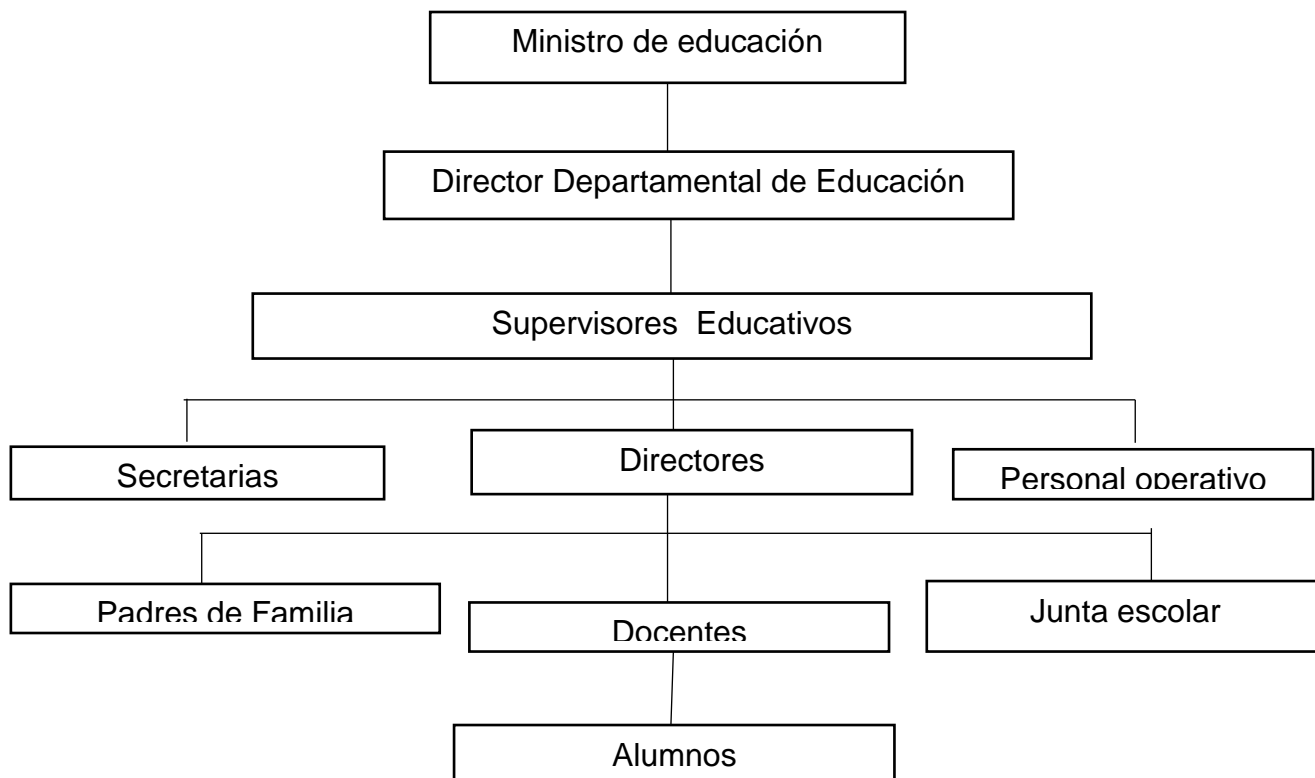 Ministro de educación
Director Departamental de Educación
Supervisores Educativos
Secretarias
Directores
Personal operativo
Padres de Familia
Docentes
Junta escolar
Alumnos